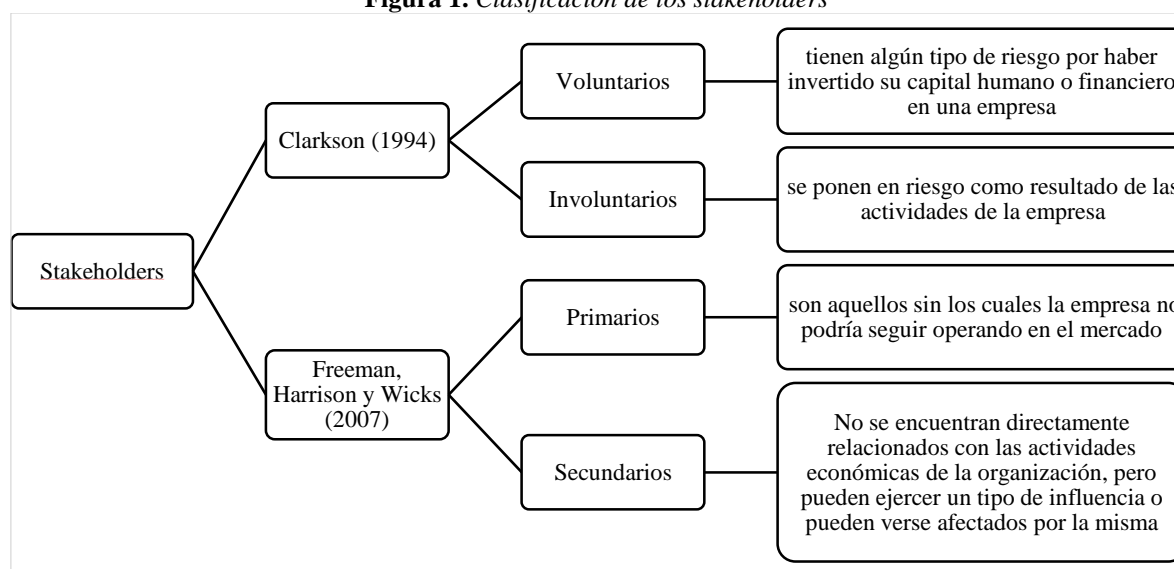 Figura 1. Clasificación de los stakeholders
Stakeholders
Clarkson (1994)
Voluntarios
tienen algún tipo de riesgo por haber
invertido su capital humano o financiero
en una empresa
Involuntarios
se ponen en riesgo como resultado de las
actividades de la empresa
Freeman,
Harrison y Wicks
(2007)
Primarios
son aquellos sin los cuales la empresa no
podría seguir operando en el mercado
Secundarios
No se encuentran directamente
relacionados con las actividades
económicas de la organización, pero
pueden ejercer un tipo de influencia o
pueden verse afectados por la misma